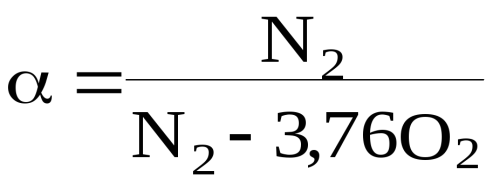 α = N₂ / (N₂ - 3,76O₂)